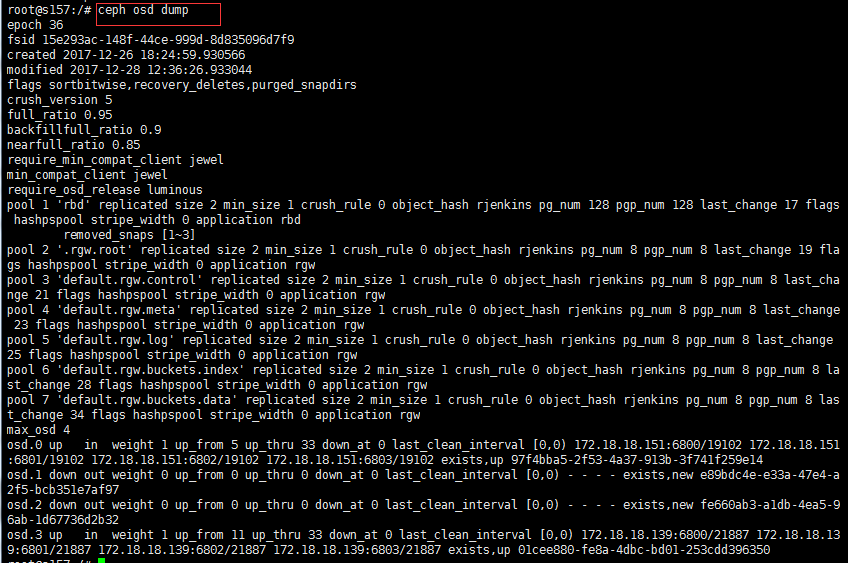 root@s157:/# ceph osd dump
epoch 36
fsid 15e293ac-148f-44ce-999d-8d835096d7f9
created 2017-12-26 18:24:59.930566
modified 2017-12-28 12:36:26.933044
flags sortbitwise,recovery_deletes,purged_snapdirs
crush_version 5
full_ratio 0.95
backfillfull_ratio 0.9
nearfull_ratio 0.85
require_min_compat_client jewel
min_compat_client jewel
require_osd_release luminous
pool 1 'rbd' replicated size 2 min_size 1 crush_rule 0 object_hash rjenkins pg_num 128 pgp_num 128 last_change 17 flags
 hashpspool stripe_width 0 application rbd
        removed_snaps [1~3]
pool 2 '.rgw.root' replicated size 2 min_size 1 crush_rule 0 object_hash rjenkins pg_num 8 pgp_num 8 last_change 19 fla
gs hashpspool stripe_width 0 application rgw
pool 3 'default.rgw.control' replicated size 2 min_size 1 crush_rule 0 object_hash rjenkins pg_num 8 pgp_num 8 last_cha
nge 21 flags hashpspool stripe_width 0 application rgw
pool 4 'default.rgw.meta' replicated size 2 min_size 1 crush_rule 0 object_hash rjenkins pg_num 8 pgp_num 8 last_change
 23 flags hashpspool stripe_width 0 application rgw
pool 5 'default.rgw.log' replicated size 2 min_size 1 crush_rule 0 object_hash rjenkins pg_num 8 pgp_num 8 last_change
25 flags hashpspool stripe_width 0 application rgw
pool 6 'default.rgw.buckets.index' replicated size 2 min_size 1 crush_rule 0 object_hash rjenkins pg_num 8 pgp_num 8 la
st_change 28 flags hashpspool stripe_width 0 application rgw
pool 7 'default.rgw.buckets.data' replicated size 2 min_size 1 crush_rule 0 object_hash rjenkins pg_num 8 pgp_num 8 las
t_change 34 flags hashpspool stripe_width 0 application rgw
max_osd 4
osd.0 up   in  weight 1 up_from 5 up_thru 33 down_at 0 last_clean_interval [0,0) 172.18.18.151:6800/19102 172.18.18.151
:6801/19102 172.18.18.151:6802/19102 172.18.18.151:6803/19102 exists,up 97f4bba5-2f53-4a37-913b-3f741f259e14
osd.1 down out weight 0 up_from 0 up_thru 0 down_at 0 last_clean_interval [0,0) - - - - exists,new e89bdc4e-e33a-47e4-a
2f5-bcb351e7af97
osd.2 down out weight 0 up_from 0 up_thru 0 down_at 0 last_clean_interval [0,0) - - - - exists,new fe660ab3-a1db-4ea5-9
6ab-1d67736d2b32
osd.3 up   in  weight 1 up_from 11 up_thru 33 down_at 0 last_clean_interval [0,0) 172.18.18.139:6800/21887 172.18.18.13
9:6801/21887 172.18.18.139:6802/21887 172.18.18.139:6803/21887 exists,up 01cee880-fe8a-4dbc-bd01-253cdd396350
root@s157:/#